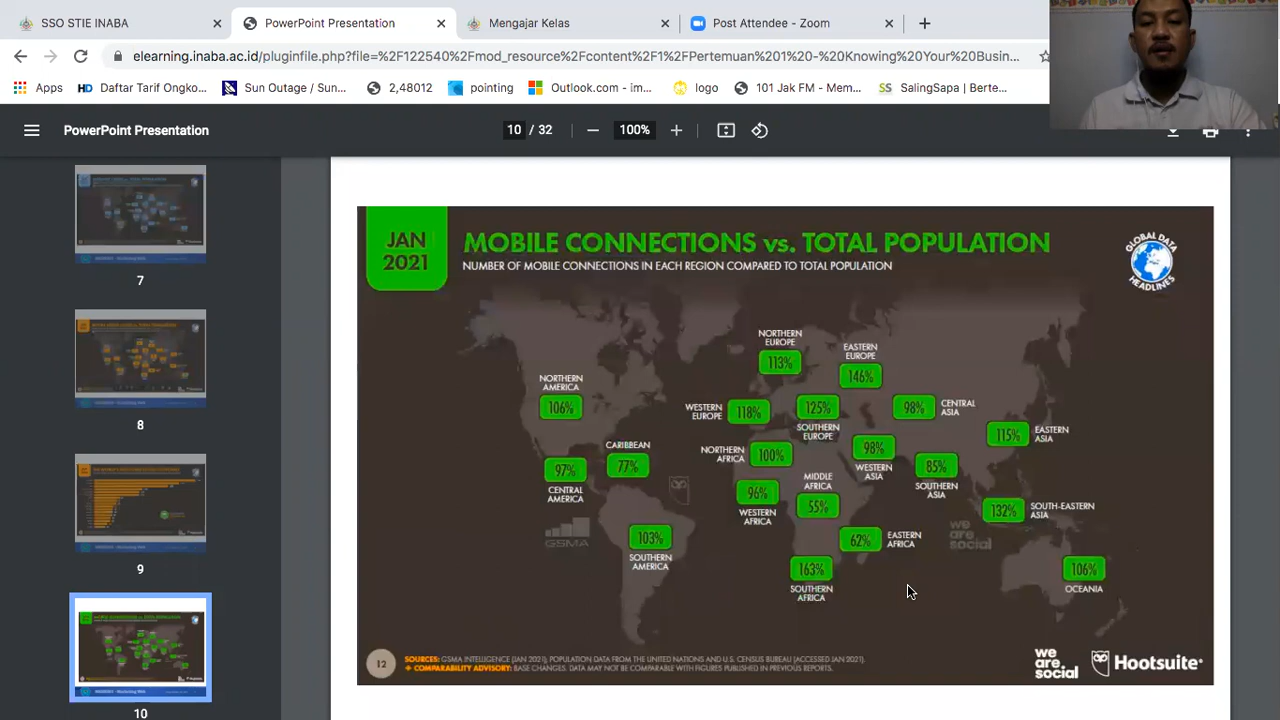 SSO STIE INABA
PowerPoint Presentation
Mengajar Kelas
Post Attendee - Zoom
elearning.inaba.ac.id/pluginfile.php?file=%2F122540%2Fmod_resource%2Fcontent%2F1%2FPertemuan%201%20-%20Knowing%20Your%20Busin...
Apps
HD
Daftar Tarif Ongko...
Sun Outage / Sun...
2,48012
pointing
Outlook.com - im...
logo
101 Jak FM - Mem...
SS
SalingSapa | Berte...
PowerPoint Presentation
10 / 32
100%
7
8
9
10
JAN
2021
MOBILE CONNECTIONS vs. TOTAL POPULATION
NUMBER OF MOBILE CONNECTIONS IN EACH REGION COMPARED TO TOTAL POPULATION
GLOBAL DATA
HEADLINES
NORTHERN
EUROPE
113%
EASTERN
EUROPE
146%
NORTHERN
AMERICA
106%
WESTERN
EUROPE
118%
125%
SOUTHERN
EUROPE
98%
CENTRAL
ASIA
115%
EASTERN
ASIA
CARIBBEAN
77%
97%
CENTRAL
AMERICA
NORTHERN
AFRICA
100%
98%
WESTERN
ASIA
85%
SOUTHERN
ASIA
96%
WESTERN
AFRICA
MIDDLE
AFRICA
55%
132%
SOUTH-EASTERN
ASIA
GSMA
103%
SOUTHERN
AMERICA
62%
EASTERN
AFRICA
we
are
social
163%
SOUTHERN
AFRICA
106%
OCEANIA
12
SOURCES: GSMA INTELLIGENCE (JAN 2021); POPULATION DATA FROM THE UNITED NATIONS AND U.S. CENSUS BUREAU (ACCESSED JAN 2021).
COMPARABILITY ADVISORY: BASE CHANGES. DATA MAY NOT BE COMPARABLE WITH FIGURES PUBLISHED IN PREVIOUS REPORTS.
we
are
social
Hootsuite®